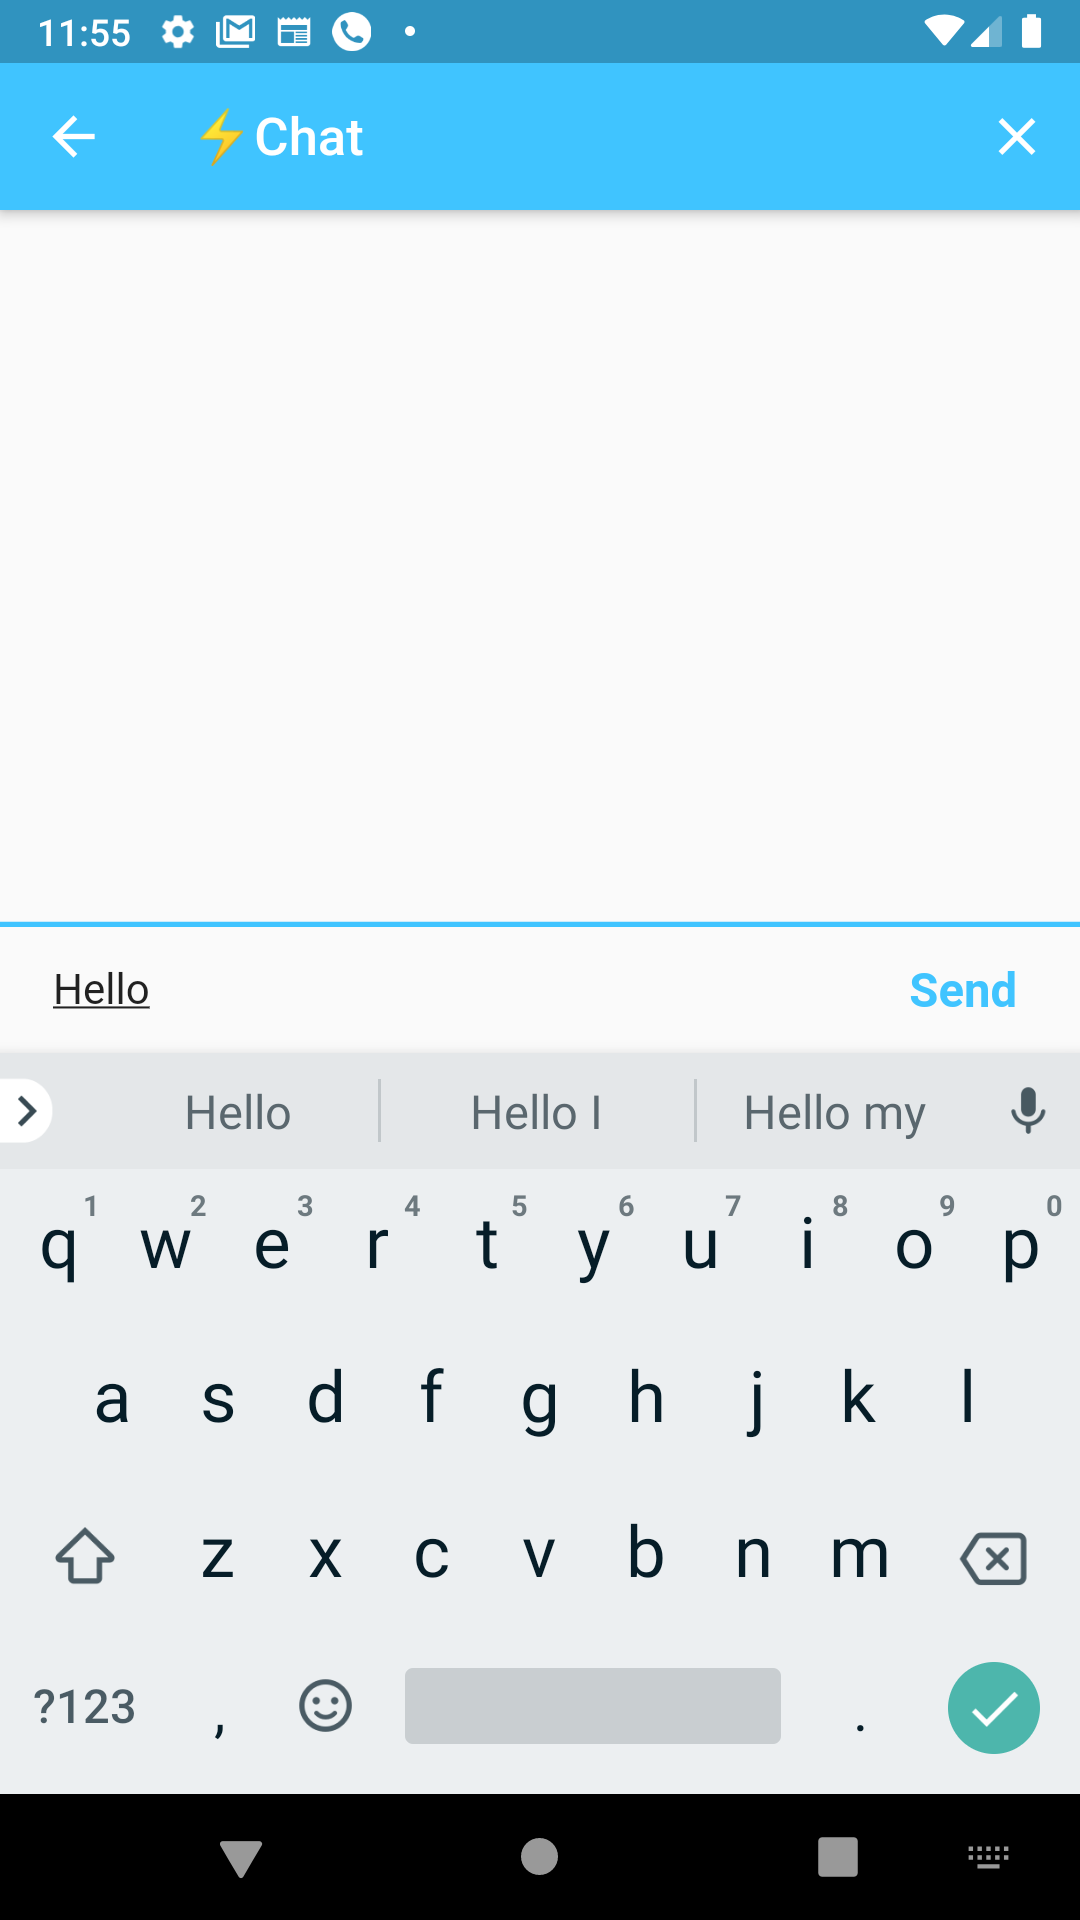 11:55
⚡Chat
Hello
Send
Hello
Hello I
Hello my
1 2 3 4 5 6 7 8 9 0
q w e r t y u i o p
a s d f g h j k l
z x c v b n m
?123 , .